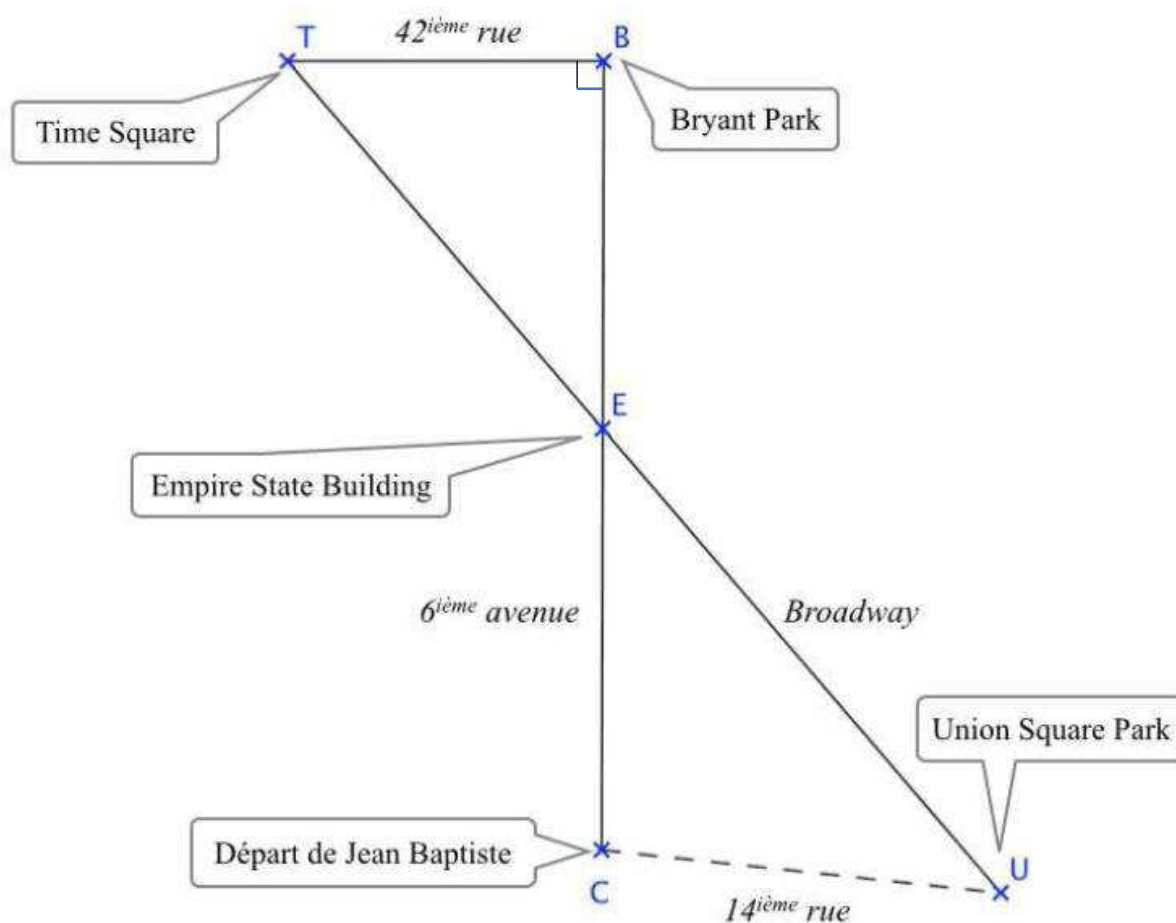 42ième rue
T
B
Time Square
Bryant Park
E
Empire State Building
6ième avenue
Broadway
Union Square Park
Départ de Jean Baptiste
C
U
14ième rue